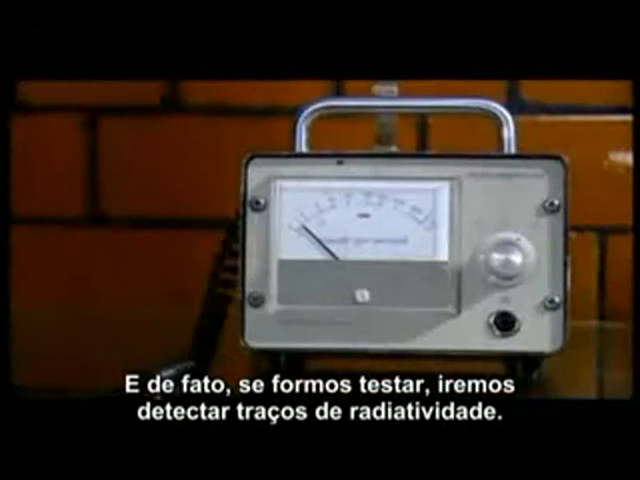 E de fato, se formos testar, iremos
detectar traços de radiatividade.